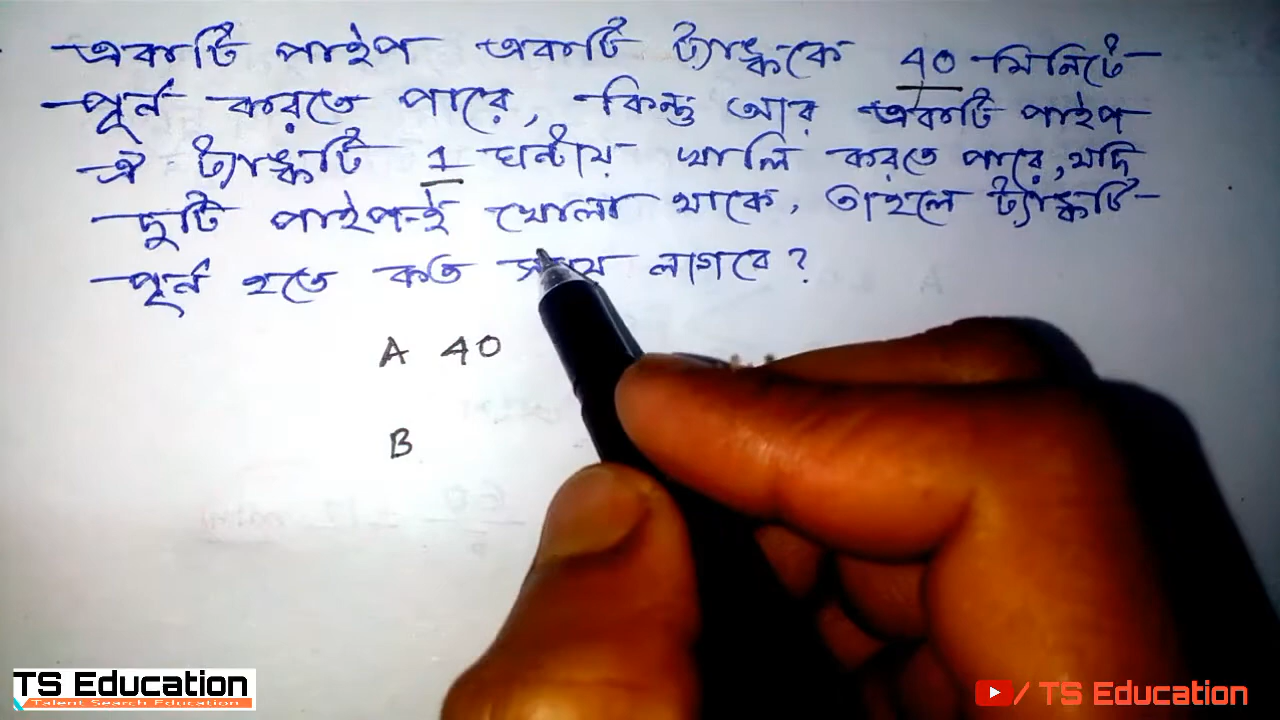 একটি পাইপ একটি ট্যাঙ্ককে 40 মিনিটে
পূর্ন করতে পারে, কিন্তু আর একটি পাইপ
ঐ ট্যাঙ্কটি 1 ঘন্টায় খালি করতে পারে, যদি
দুটি পাইপ-ই খোলা থাকে, তাহলে ট্যাঙ্কটি
পূর্ন হতে কত সময় লাগবে?
A 40
B
TS Education
Talent Search Education
/ TS Education